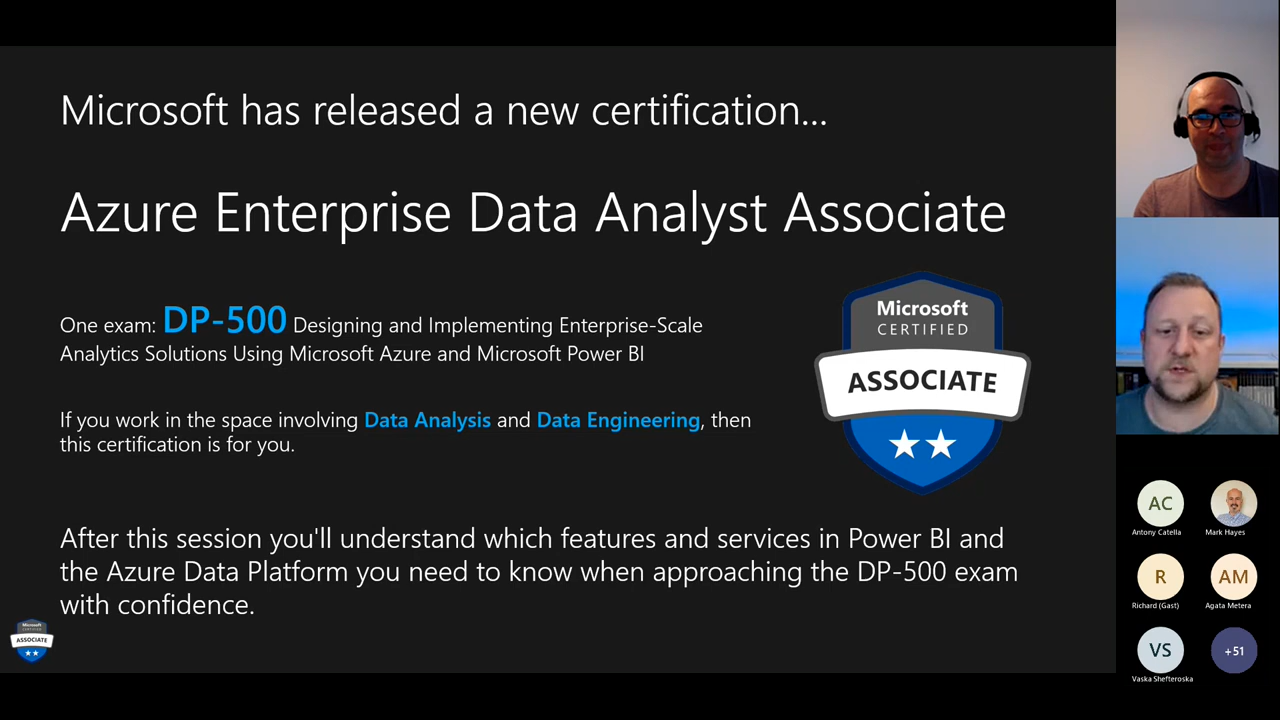 Microsoft has released a new certification...
Azure Enterprise Data Analyst Associate
One exam: DP-500 Designing and Implementing Enterprise-Scale
Analytics Solutions Using Microsoft Azure and Microsoft Power BI
If you work in the space involving Data Analysis and Data Engineering, then
this certification is for you.
Microsoft
CERTIFIED
ASSOCIATE
After this session you'll understand which features and services in Power BI and
the Azure Data Platform you need to know when approaching the DP-500 exam
with confidence.
Microsoft
CERTIFIED
ASSOCIATE
AC
Antony Catella
Mark Hayes
R
Richard (Gast)
AM
Agata Metera
VS
Vaska Shefteroska
+51